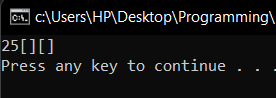 c:\Users\HP\Desktop\Programming\
25[][]
Press any key to continue . . .